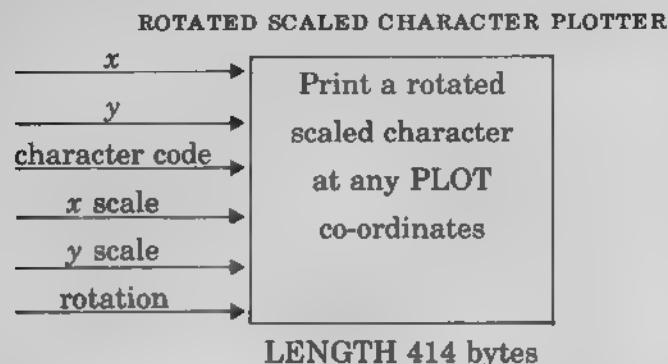 ROTATED SCALED CHARACTER PLOTTER
x
y
character code
x scale
y scale
rotation
Print a rotated
scaled character
at any PLOT
co-ordinates
LENGTH 414 bytes